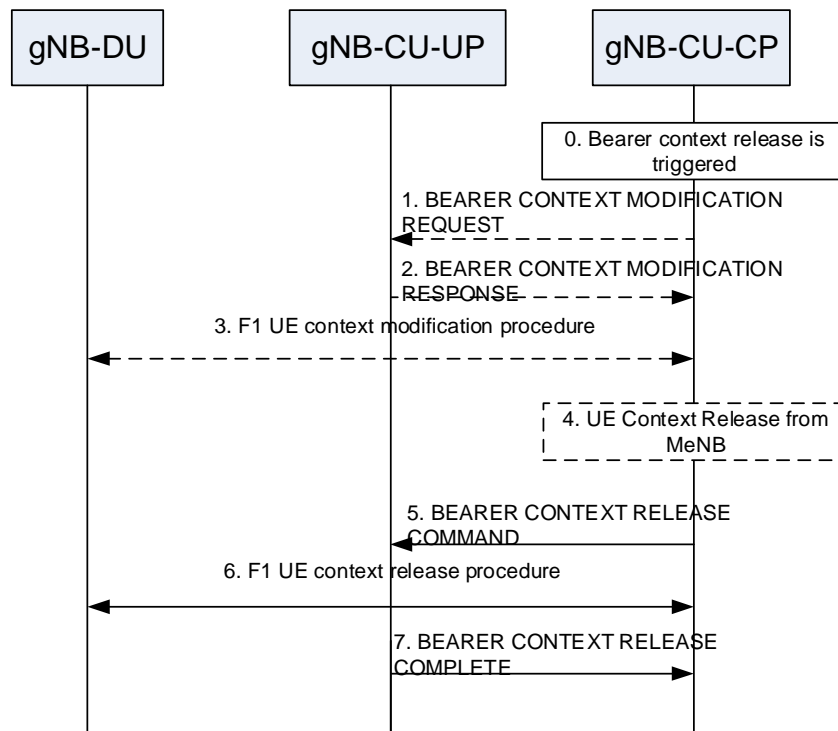 gNB-DU
gNB-CU-UP
gNB-CU-CP
0. Bearer context release is
triggered
1. BEARER CONTEXT MODIFICATION
REQUEST
2. BEARER CONTEXT MODIFICATION
RESPONSE
3. F1 UE context modification procedure
4. UE Context Release from
MeNB
5. BEARER CONTEXT RELEASE
COMMAND
6. F1 UE context release procedure
7. BEARER CONTEXT RELEASE
COMPLETE